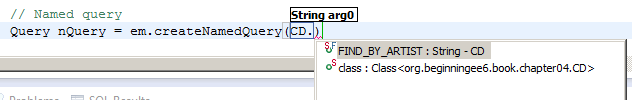 // Named query
String arg0
Query nQuery = em.createNamedQuery(CD.)
FIND_BY_ARTIST : String - CD
class : Class<org.beginningee6.book.chapter04.CD>
Problems
SQL Results